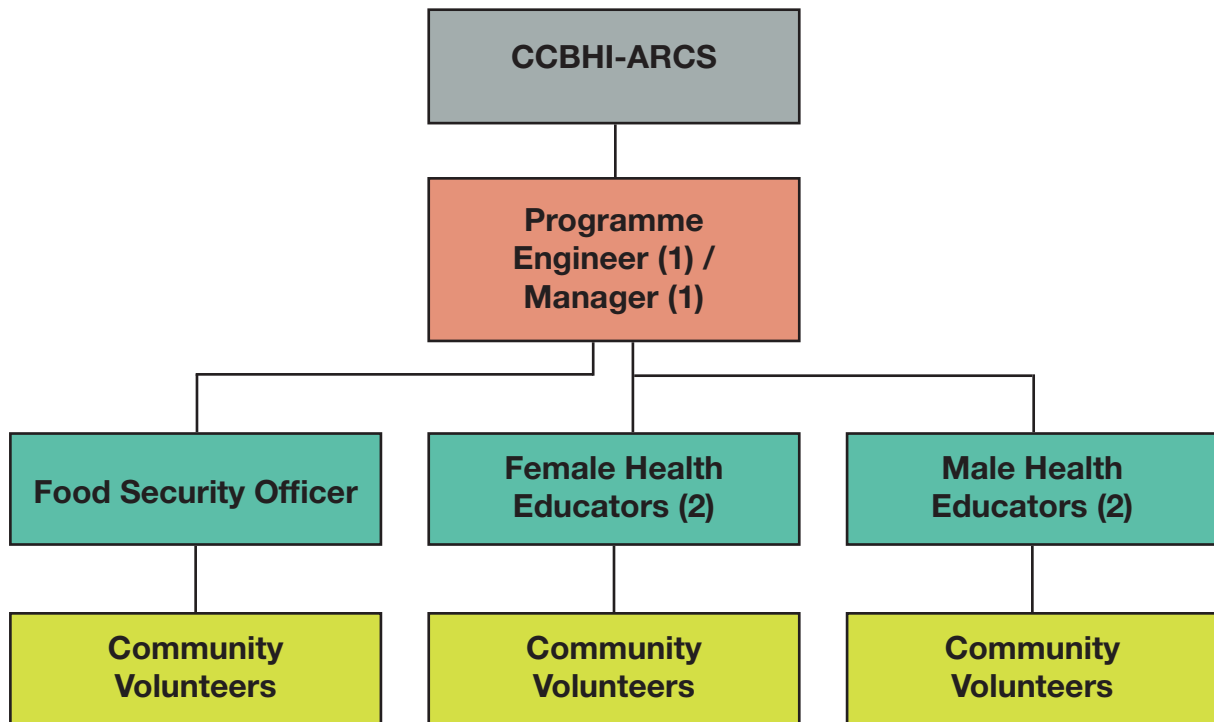 CCBHI-ARCS
Programme
Engineer (1) /
Manager (1)
Food Security Officer
Female Health
Educators (2)
Male Health
Educators (2)
Community
Volunteers
Community
Volunteers
Community
Volunteers